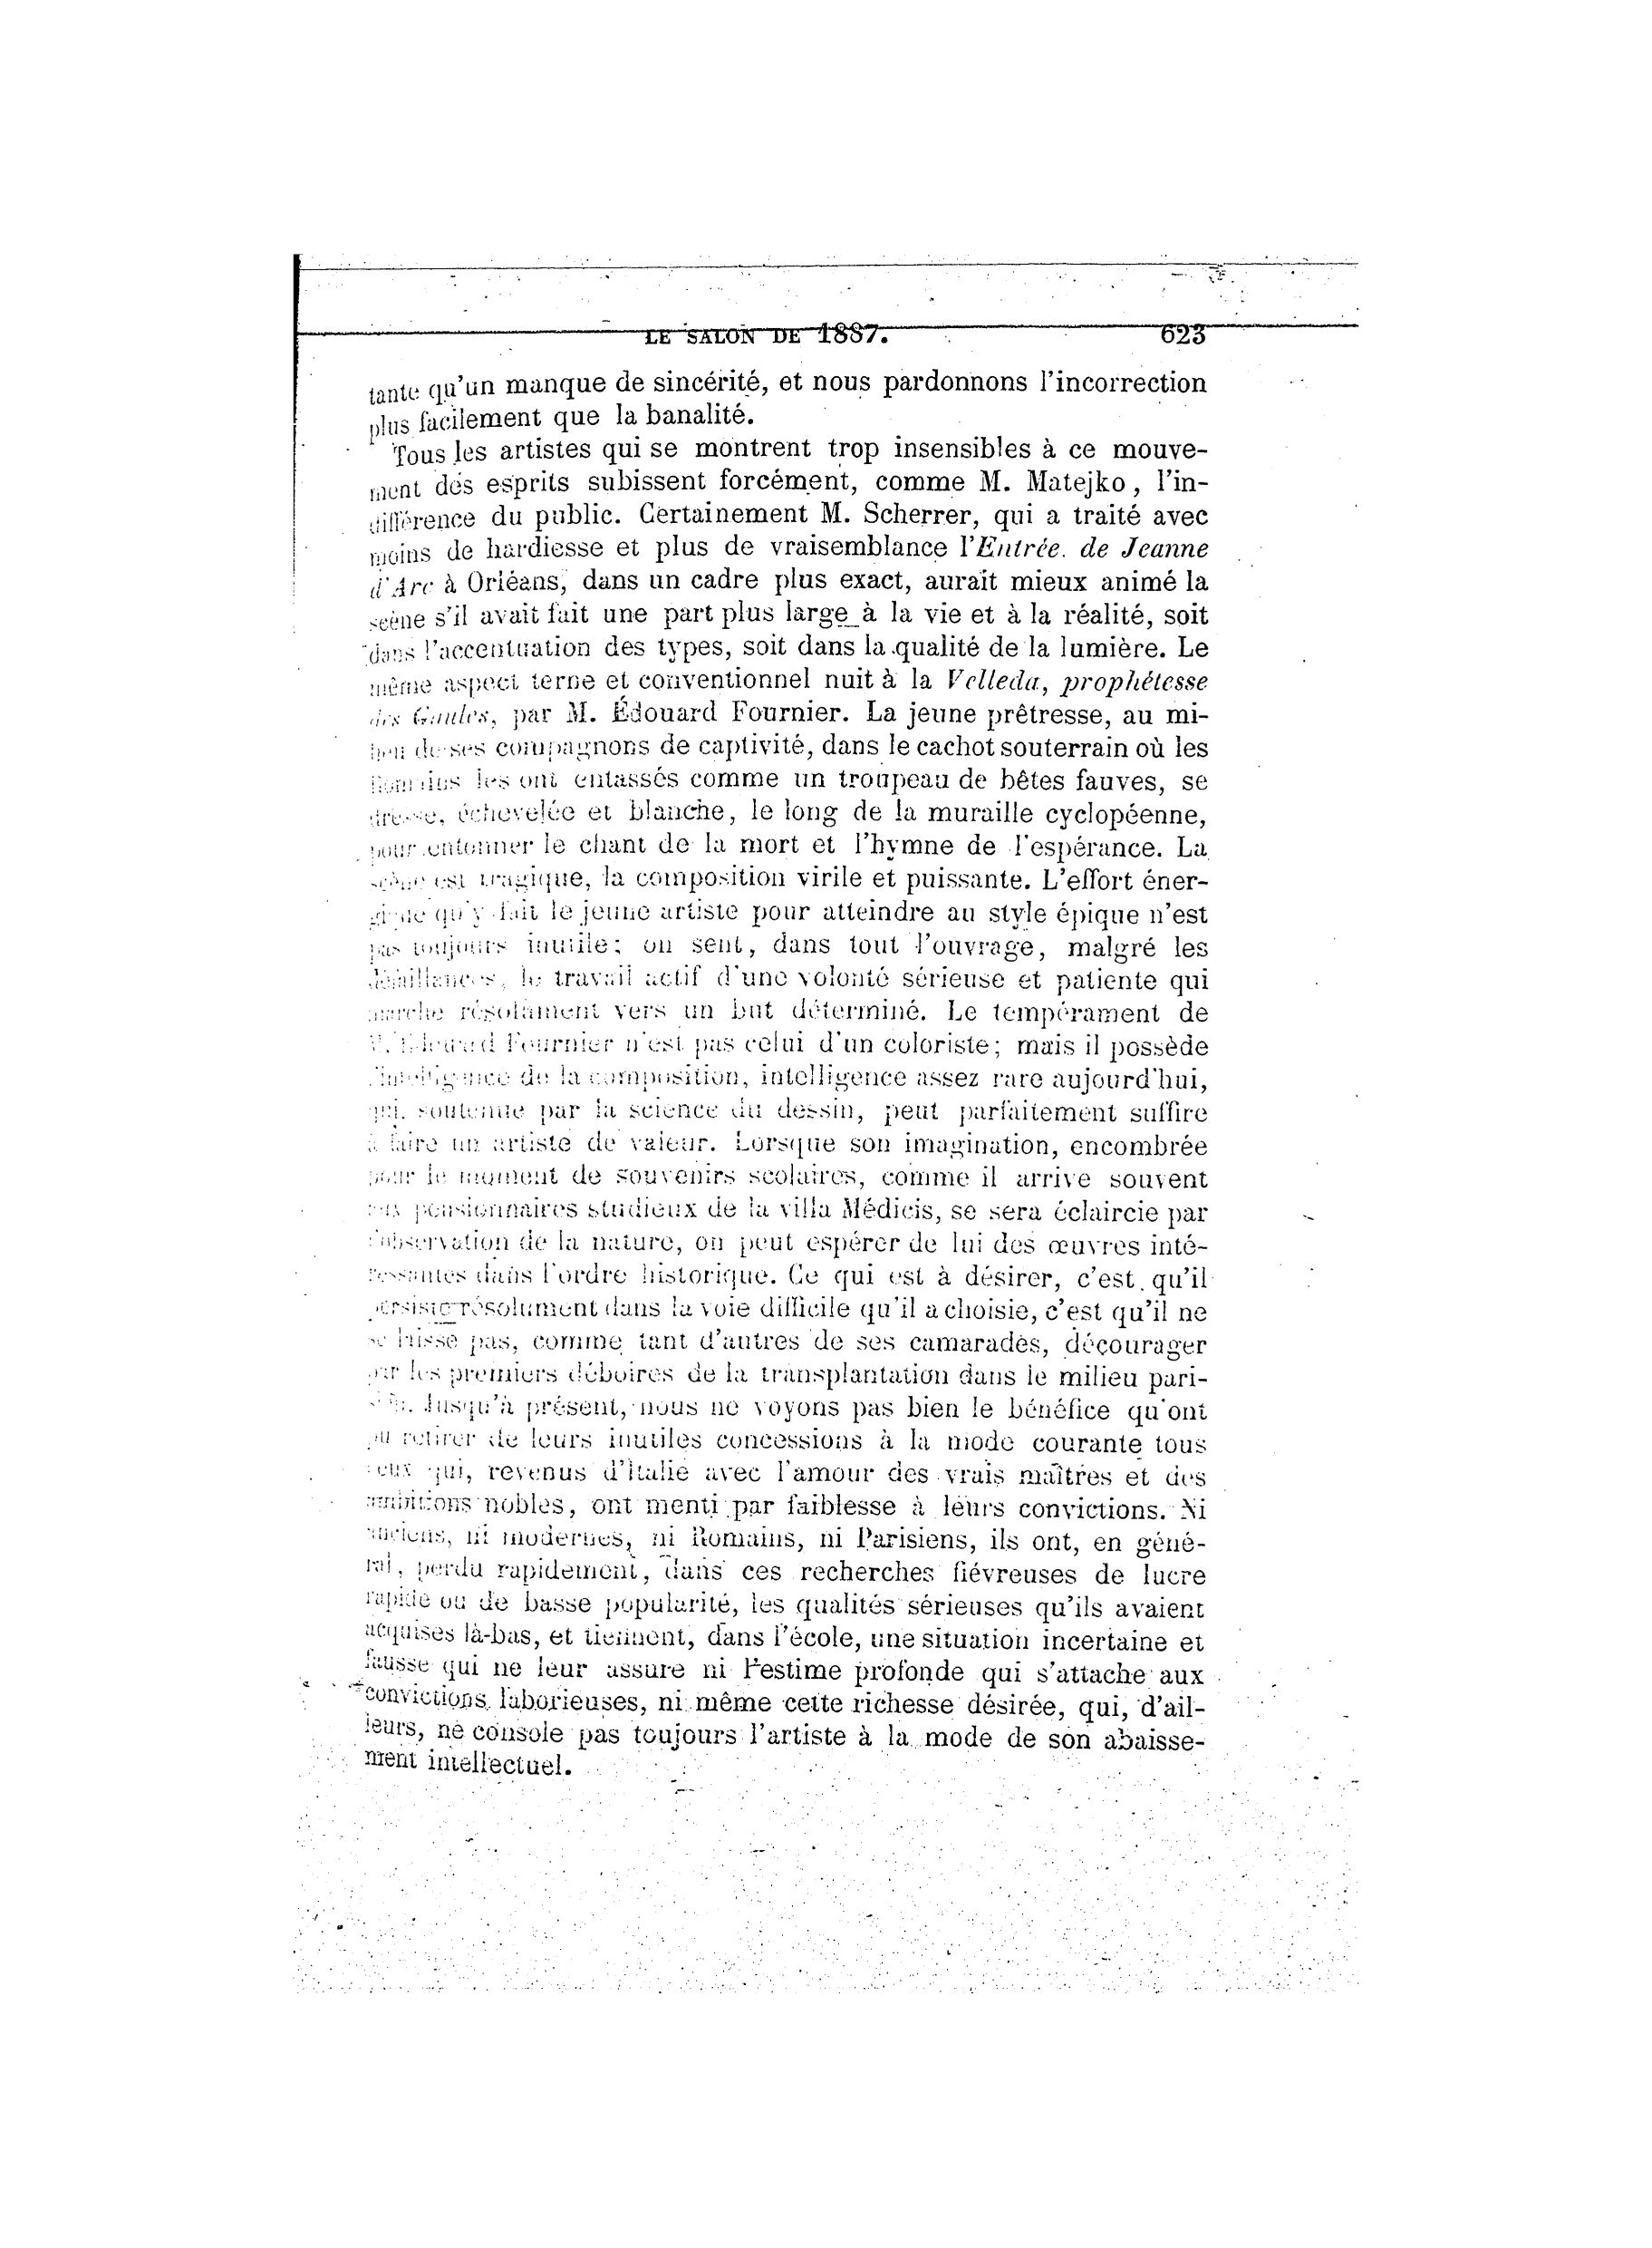 LE SALON DE 1887. 623
tante qu'un manque de sincérité, et nous pardonnons l'incorrection
plus facilement que la banalité.
Tous les artistes qui se montrent trop insensibles à ce mouve-
ment des esprits subissent forcément, comme M. Matejko, l'in-
différence du public. Certainement M. Scherrer, qui a traité avec
moins de hardiesse et plus de vraisemblance l'Entrée de Jeanne
d'Arc à Orléans, dans un cadre plus exact, aurait mieux animé la
scène s'il avait fait une part plus large à la vie et à la réalité, soit
dans l'accentuation des types, soit dans la qualité de la lumière. Le
même aspect terne et conventionnel nuit à la Velleda, prophétesse
des Gaules, par M. Édouard Fournier. La jeune prêtresse, au mi-
lieu de ses compagnons de captivité, dans le cachot souterrain où les
Romains les ont entassés comme un troupeau de bêtes fauves, se
dresse, échevelée et blanche, le long de la muraille cyclopéenne,
pour entonner le chant de la mort et l'hymne de l'espérance. La
scène est tragique, la composition virile et puissante. L'effort éner-
gique qu'y fait le jeune artiste pour atteindre au style épique n'est
pas toujours inutile; on sent, dans tout l'ouvrage, malgré les
défaillances, le travail actif d'une volonté sérieuse et patiente qui
marche résolument vers un but déterminé. Le tempérament de
M. Édouard Fournier n'est pas celui d'un coloriste; mais il possède
l'intelligence de la composition, intelligence assez rare aujourd'hui,
qui, soutenue par la science du dessin, peut parfaitement suffire
à faire un artiste de valeur. Lorsque son imagination, encombrée
pour le moment de souvenirs scolaires, comme il arrive souvent
aux pensionnaires studieux de la villa Médicis, se sera éclaircie par
l'observation de la nature, on peut espérer de lui des œuvres inté-
ressantes dans l'ordre historique. Ce qui est à désirer, c'est qu'il
persiste résolument dans la voie difficile qu'il a choisie, c'est qu'il ne
se laisse pas, comme tant d'autres de ses camarades, décourager
par les premiers déboires de la transplantation dans le milieu pari-
sien. Jusqu'à présent, nous ne voyons pas bien le bénéfice qu'ont
pu retirer de leurs inutiles concessions à la mode courante tous
ceux qui, revenus d'Italie avec l'amour des vrais maîtres et des
ambitions nobles, ont menti par faiblesse à leurs convictions. Ni
anciens, ni modernes, ni Romains, ni Parisiens, ils ont, en géné-
ral, perdu rapidement, dans ces recherches fiévreuses de lucre
rapide ou de basse popularité, les qualités sérieuses qu'ils avaient
acquises là-bas, et tiennent, dans l'école, une situation incertaine et
fausse qui ne leur assure ni l'estime profonde qui s'attache aux
convictions laborieuses, ni même cette richesse désirée, qui, d'ail-
leurs, ne console pas toujours l'artiste à la mode de son abaisse-
ment intellectuel.